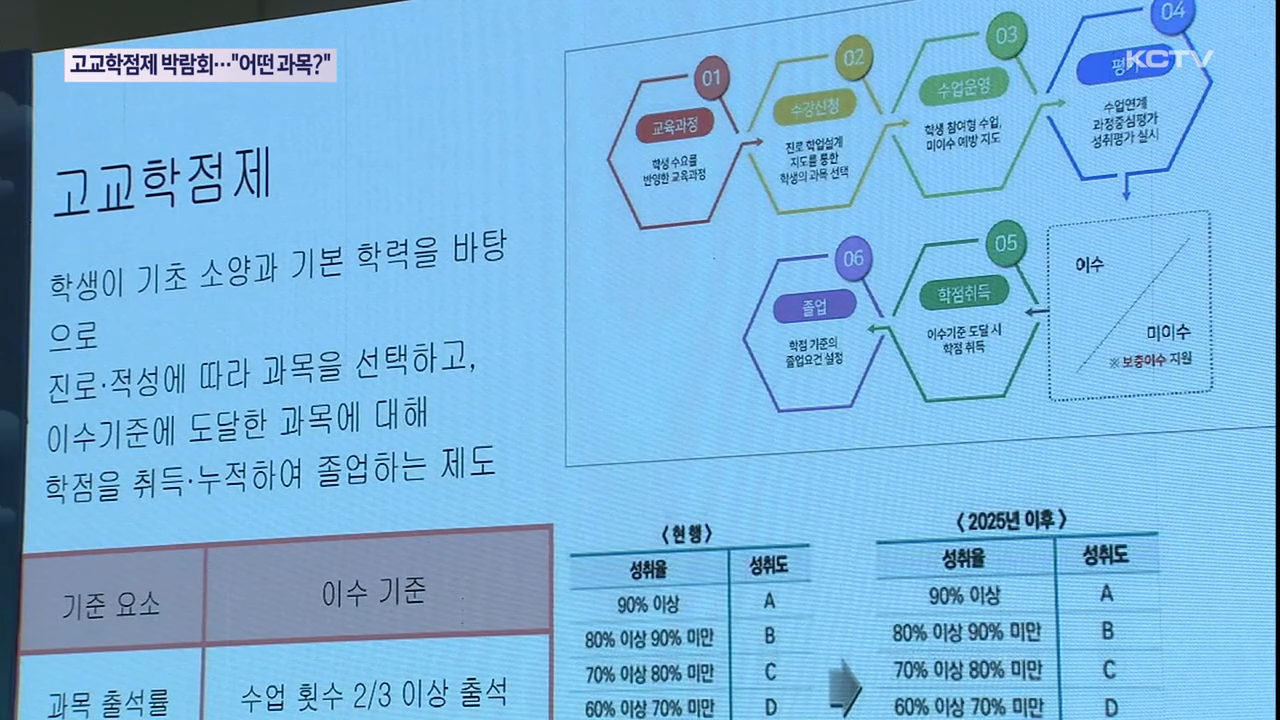 고교학점제 박람회…"어떤 과목?"
KCTV
고교학점제
학생이 기초 소양과 기본 학력을 바탕
으로
진로·적성에 따라 과목을 선택하고,
이수기준에 도달한 과목에 대해
학점을 취득·누적하여 졸업하는 제도
01
교육과정
학생 수요를
반영한 교육과정
02
수강신청
진로 학업설계
지도를 통한
학생의 과목 선택
03
수업운영
학생 참여형 수업,
미이수 예방 지도
04
수업연계
과정중심평가
성취평가 실시
이수
미이수
※ 보충이수 지원
05
학점취득
이수기준 도달 시
학점 취득
06
졸업
학점 기준의
졸업요건 설정
기준 요소 이수 기준
과목 출석률 수업 횟수 2/3 이상 출석
<현행>
성취율 성취도
90% 이상 A
80% 이상 90% 미만 B
70% 이상 80% 미만 C
60% 이상 70% 미만 D
<2025년 이후>
성취율 성취도
90% 이상 A
80% 이상 90% 미만 B
70% 이상 80% 미만 C
60% 이상 70% 미만 D